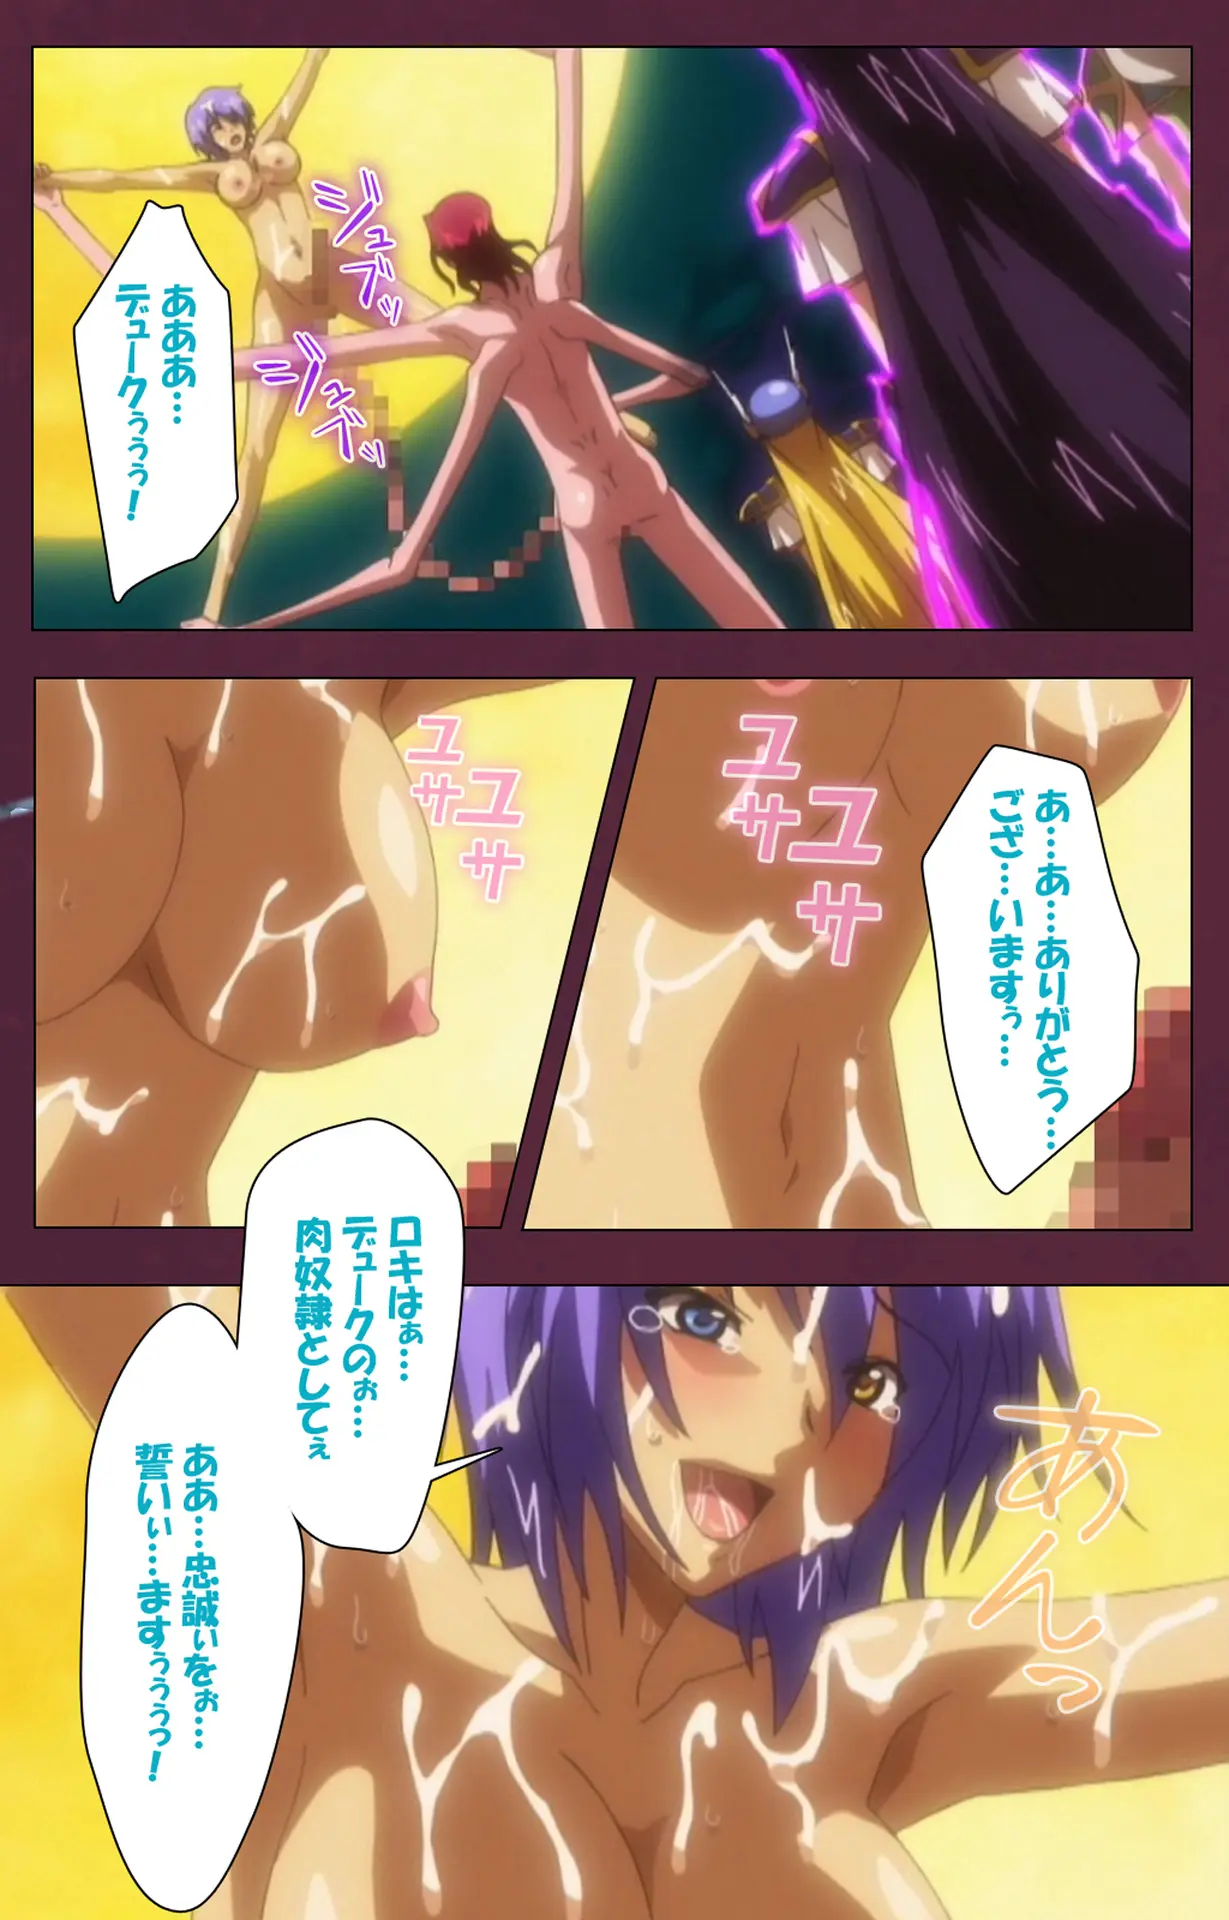 あああ…
デュークぅぅぅ！
ジュブッ
ジュブッ
あ…あ…ありがとう…
ござ…いますぅ…
ユサ
ユサ
ユサ
ユサ
ロキはぁ…
デュークのぉ…
肉奴隷としてぇ
ああ…忠誠ぃをぉ…
誓いぃ…ますぅぅぅっ！
あんっ